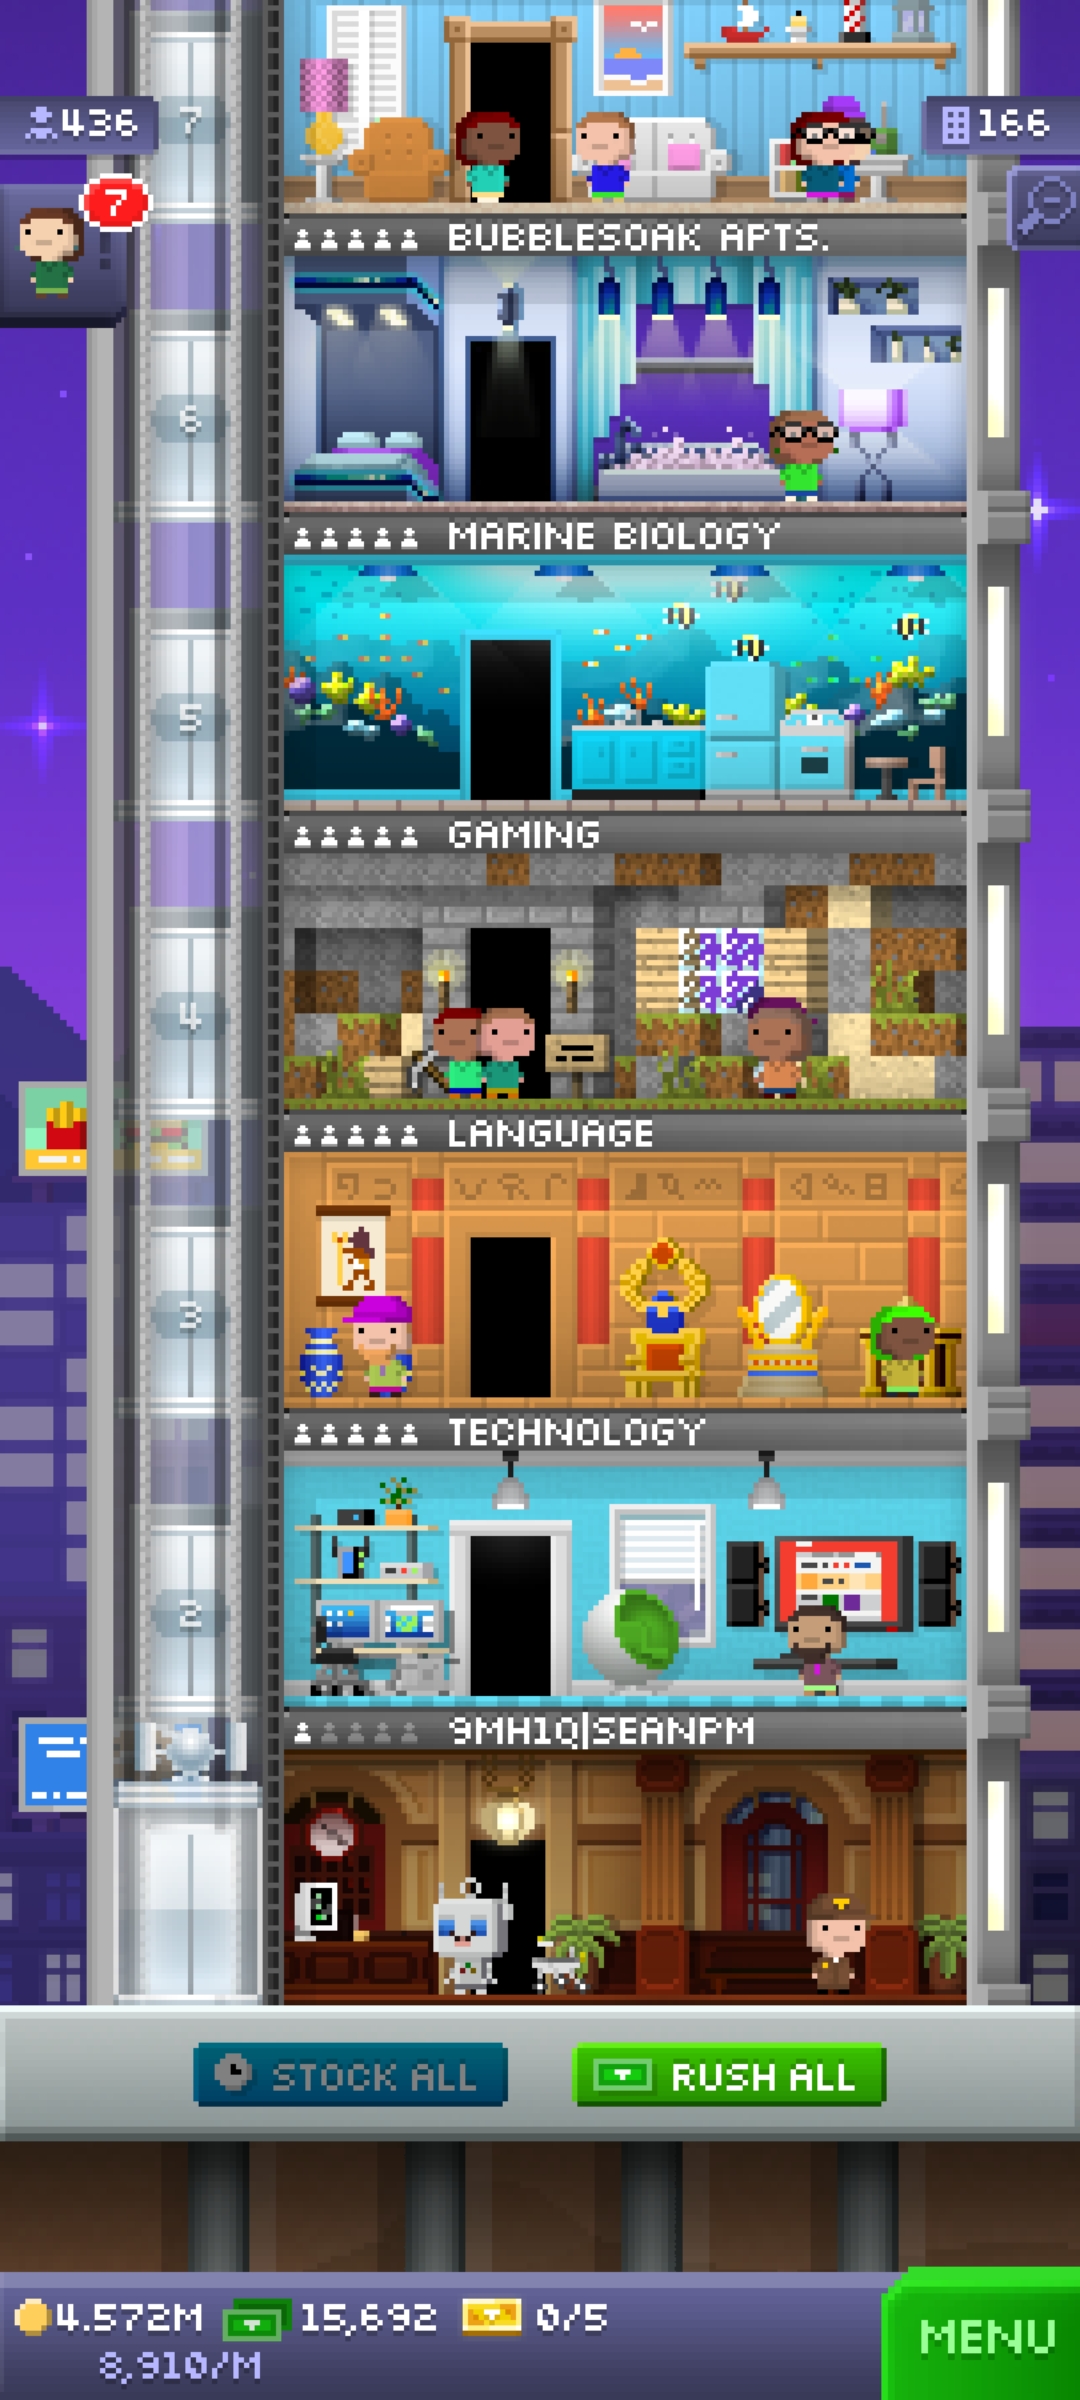 436
7
166
7
BUBBLESOAK APTS.
6
MARINE BIOLOGY
5
GAMING
4
LANGUAGE
3
TECHNOLOGY
2
9MH1Q|SEANPM
STOCK ALL
RUSH ALL
4.572M
15,692
0/5
8,910/M
MENU